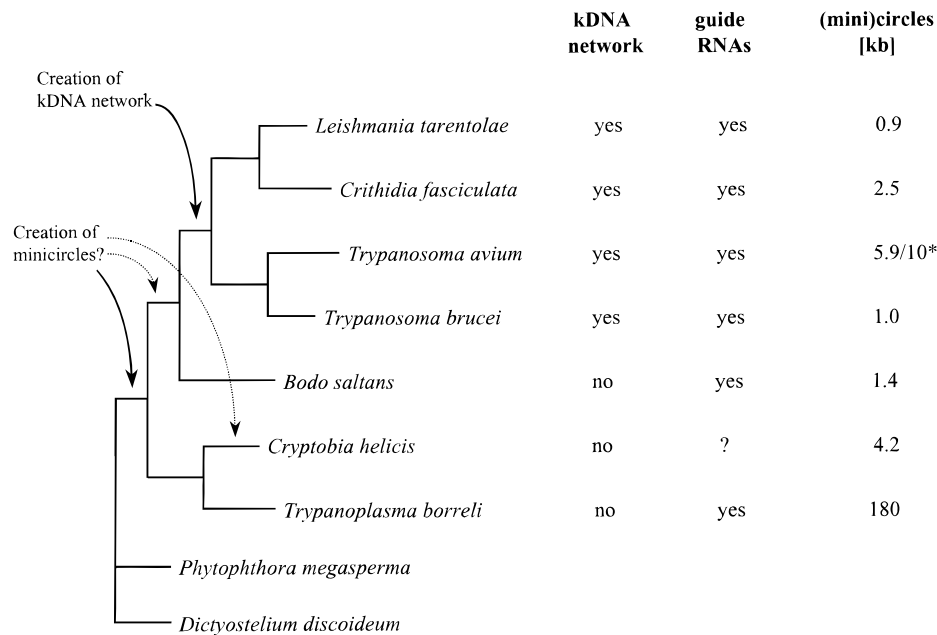 kDNA network
guide RNAs
(mini)circles [kb]
Creation of
kDNA network
Leishmania tarentolae yes yes 0.9
Crithidia fasciculata yes yes 2.5
Creation of
minicircles?
Trypanosoma avium yes yes 5.9/10*
Trypanosoma brucei yes yes 1.0
Bodo saltans no yes 1.4
Cryptobia helicis no ? 4.2
Trypanoplasma borreli no yes 180
Phytophthora megasperma
Dictyostelium discoideum